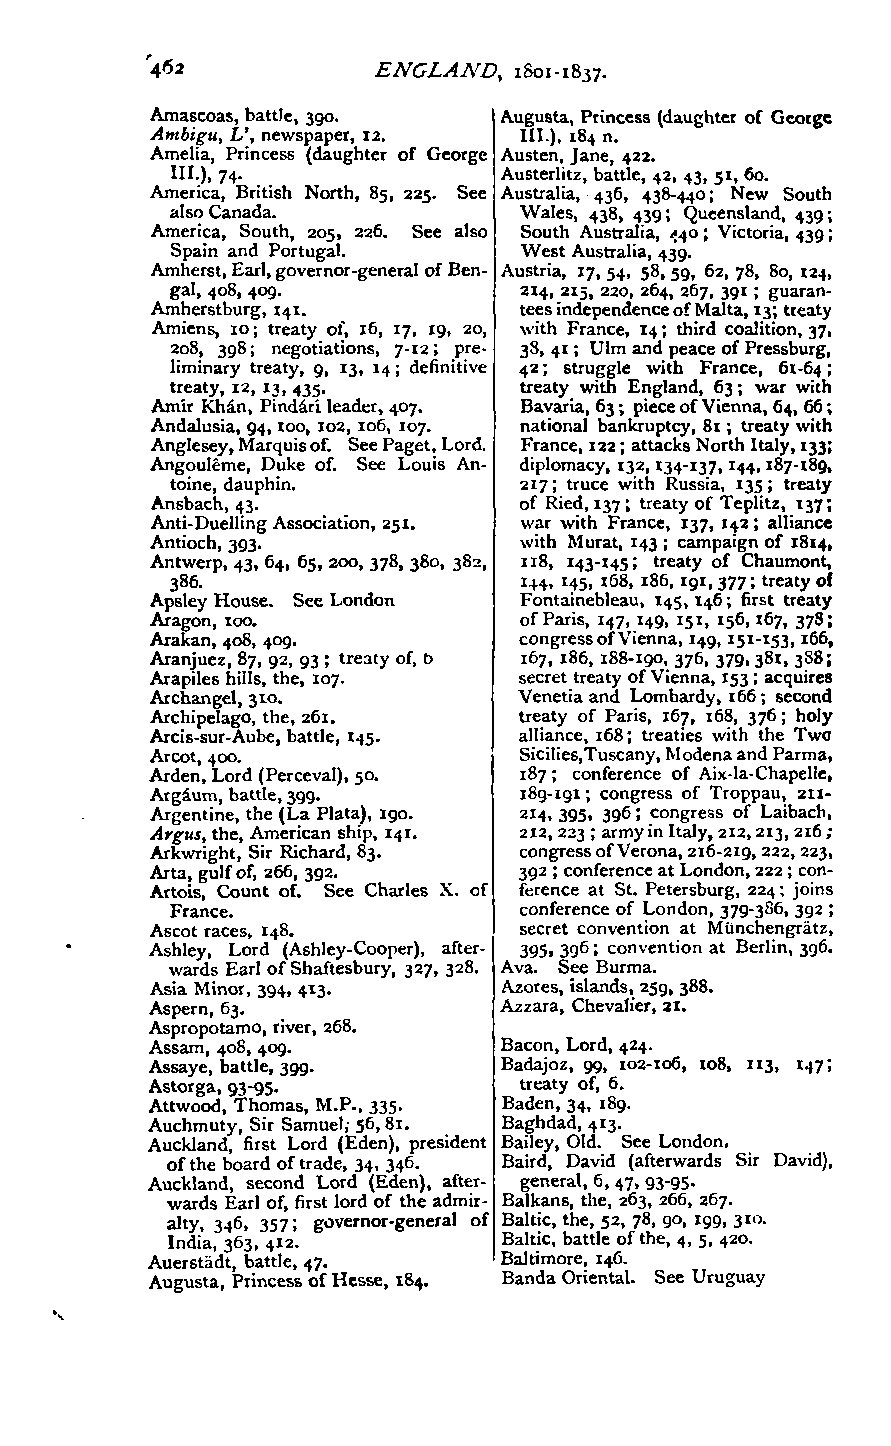 462 ENGLAND, 1801-1837.
Amascoas, battle, 390.
Ambigu, L', newspaper, 12.
Amelia, Princess (daughter of George
III.), 74.
America, British North, 85, 225. See
also Canada.
America, South, 205, 226. See also
Spain and Portugal.
Amherst, Earl, governor-general of Ben-
gal, 408, 409.
Amherstburg, 141.
Amiens, 10; treaty of, 16, 17, 19, 20,
208, 398; negotiations, 7-12; pre-
liminary treaty, 9, 13, 14; definitive
treaty, 12, 13, 435.
Amír Khán, Pindárí leader, 407.
Andalusia, 94, 100, 102, 106, 107.
Anglesey, Marquis of. See Paget, Lord.
Angoulême, Duke of. See Louis An-
toine, dauphin.
Ansbach, 43.
Anti-Duelling Association, 251.
Antioch, 393.
Antwerp, 43, 64, 65, 200, 378, 380, 382,
386.
Apsley House. See London
Aragon, 100.
Arakan, 408, 409.
Aranjuez, 87, 92, 93; treaty of, 6
Arapiles hills, the, 107.
Archangel, 310.
Archipelago, the, 261.
Arcis-sur-Aube, battle, 145.
Arcot, 400.
Arden, Lord (Perceval), 50.
Argáum, battle, 399.
Argentine, the (La Plata), 190.
Argus, the, American ship, 141.
Arkwright, Sir Richard, 83.
Arta, gulf of, 266, 392.
Artois, Count of. See Charles X. of
France.
Ascot races, 148.
Ashley, Lord (Ashley-Cooper), after-
wards Earl of Shaftesbury, 327, 328.
Asia Minor, 394, 413.
Aspern, 63.
Aspropotamo, river, 268.
Assam, 408, 409.
Assaye, battle, 399.
Astorga, 93-95.
Attwood, Thomas, M.P., 335.
Auchmuty, Sir Samuel, 56, 81.
Auckland, first Lord (Eden), president
of the board of trade, 34, 346.
Auckland, second Lord (Eden), after-
wards Earl of, first lord of the admir-
alty, 346, 357; governor-general of
India, 363, 412.
Auerstädt, battle, 47.
Augusta, Princess of Hesse, 184.
Augusta, Princess (daughter of George
III.), 184 n.
Austen, Jane, 422.
Austerlitz, battle, 42, 43, 51, 60.
Australia, 436, 438-440; New South
Wales, 438, 439; Queensland, 439;
South Australia, 440; Victoria, 439;
West Australia, 439.
Austria, 17, 54, 58, 59, 62, 78, 80, 124,
214, 215, 220, 264, 267, 391; guaran-
tees independence of Malta, 13; treaty
with France, 14; third coalition, 37,
38, 41; Ulm and peace of Pressburg,
42; struggle with France, 61-64;
treaty with England, 63; war with
Bavaria, 63; piece of Vienna, 64, 66;
national bankruptcy, 81; treaty with
France, 122; attacks North Italy, 133;
diplomacy, 132, 134-137, 144, 187-189,
217; truce with Russia, 135; treaty
of Ried, 137; treaty of Teplitz, 137;
war with France, 137, 142; alliance
with Murat, 143; campaign of 1814,
118, 143-145; treaty of Chaumont,
144, 145, 168, 186, 191, 377; treaty of
Fontainebleau, 145, 146; first treaty
of Paris, 147, 149, 151, 156, 167, 378;
congress of Vienna, 149, 151-153, 166,
167, 186, 188-190, 376, 379, 381, 388;
secret treaty of Vienna, 153; acquires
Venetia and Lombardy, 166; second
treaty of Paris, 167, 168, 376; holy
alliance, 168; treaties with the Two
Sicilies, Tuscany, Modena and Parma,
187; conference of Aix-la-Chapelle,
189-191; congress of Troppau, 211-
214, 395, 396; congress of Laibach,
212, 223; army in Italy, 212, 213, 216;
congress of Verona, 216-219, 222, 223,
392; conference at London, 222; con-
ference at St. Petersburg, 224; joins
conference of London, 379-386, 392;
secret convention at Münchengrätz,
395, 396; convention at Berlin, 396.
Ava. See Burma.
Azores, islands, 259, 388.
Azzara, Chevalier, 21.
Bacon, Lord, 424.
Badajoz, 99, 102-106, 108, 113, 147;
treaty of, 6.
Baden, 34, 189.
Baghdad, 413.
Bailey, Old. See London.
Baird, David (afterwards Sir David),
general, 6, 47, 93-95.
Balkans, the, 263, 266, 267.
Baltic, the, 52, 78, 90, 199, 310.
Baltic, battle of the, 4, 5, 420.
Baltimore, 146.
Banda Oriental. See Uruguay